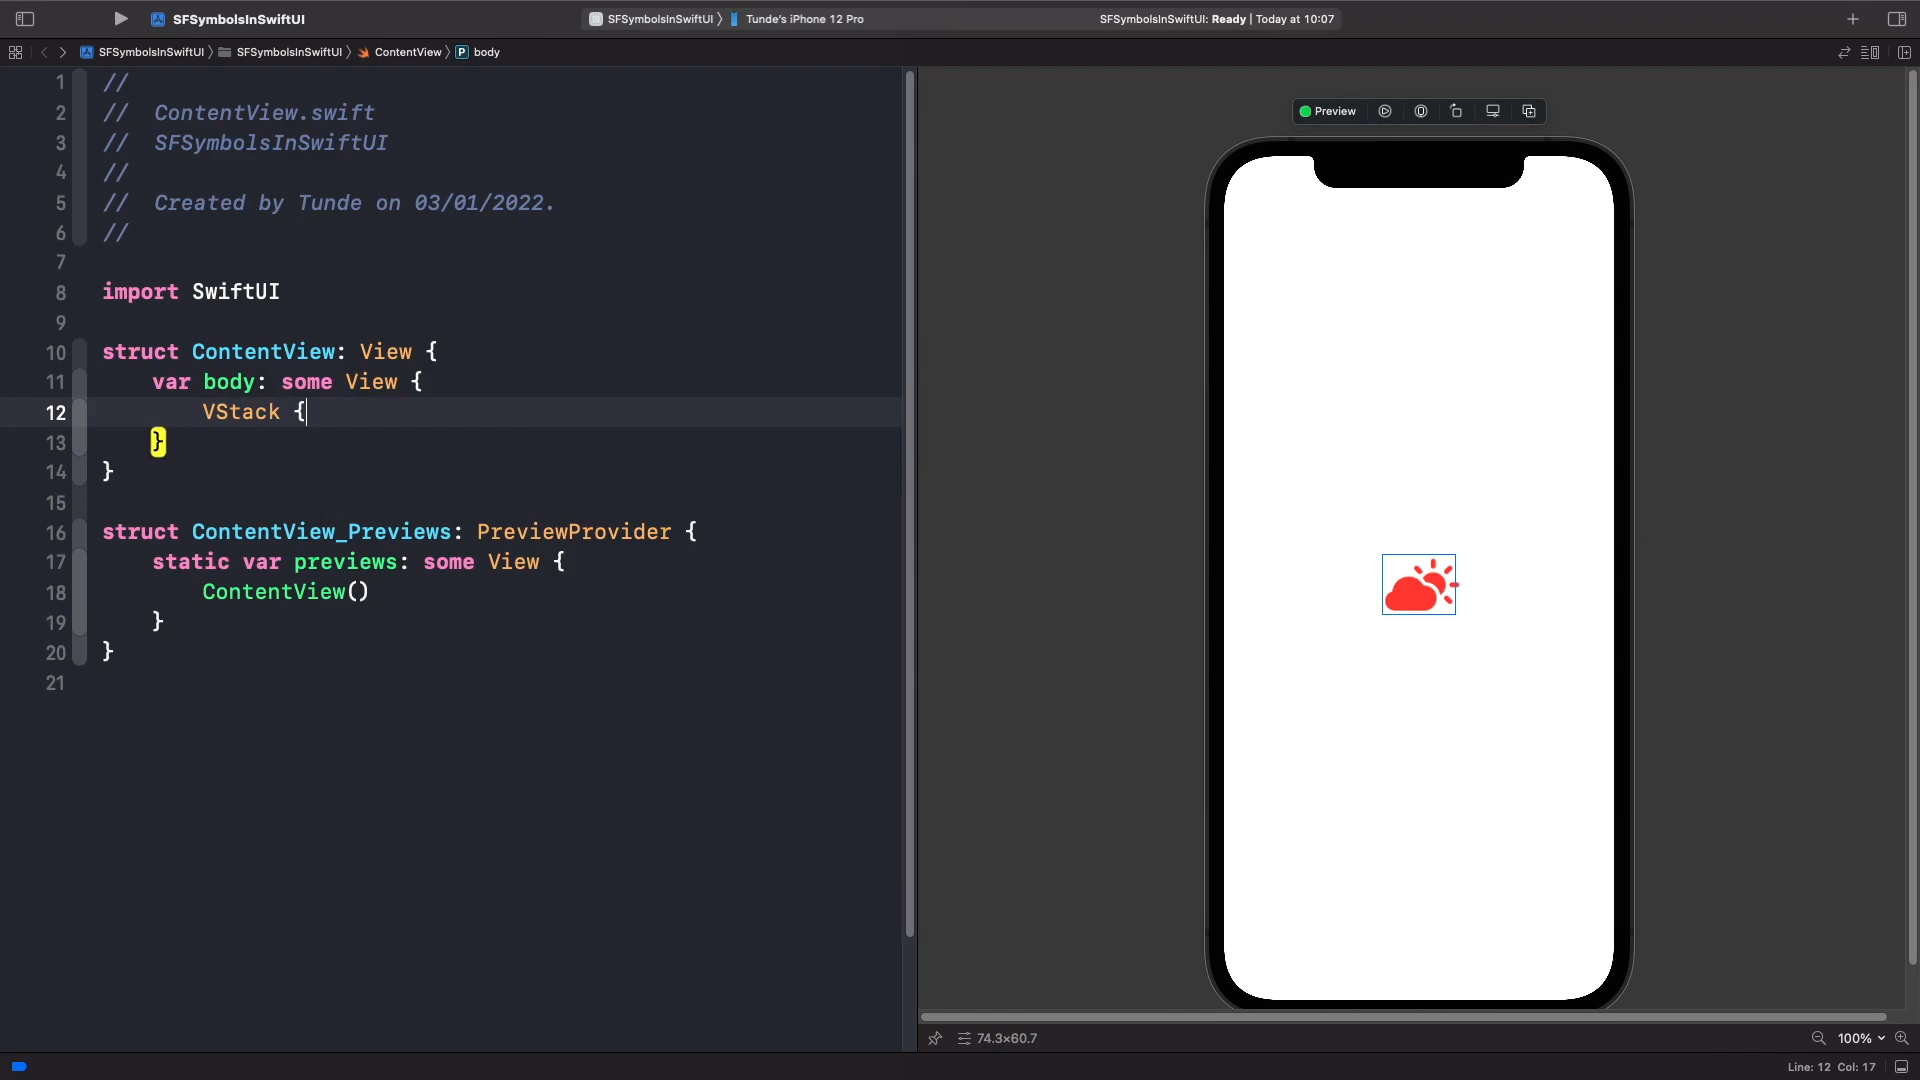 SFSymbolsInSwiftUI
SFSymbolsInSwiftUI 〉 Tunde's iPhone 12 Pro
SFSymbolsInSwiftUI: Ready | Today at 10:07
SFSymbolsInSwiftUI 〉 SFSymbolsInSwiftUI 〉 ContentView 〉 P body
1 //
2 //  ContentView.swift
3 //  SFSymbolsInSwiftUI
4 //
5 //  Created by Tunde on 03/01/2022.
6 //
7
8 import SwiftUI
9
10 struct ContentView: View {
11     var body: some View {
12         VStack {
13     }
14 }
15
16 struct ContentView_Previews: PreviewProvider {
17     static var previews: some View {
18         ContentView()
19     }
20 }
21
Preview
74.3×60.7
100%
Line: 12 Col: 17